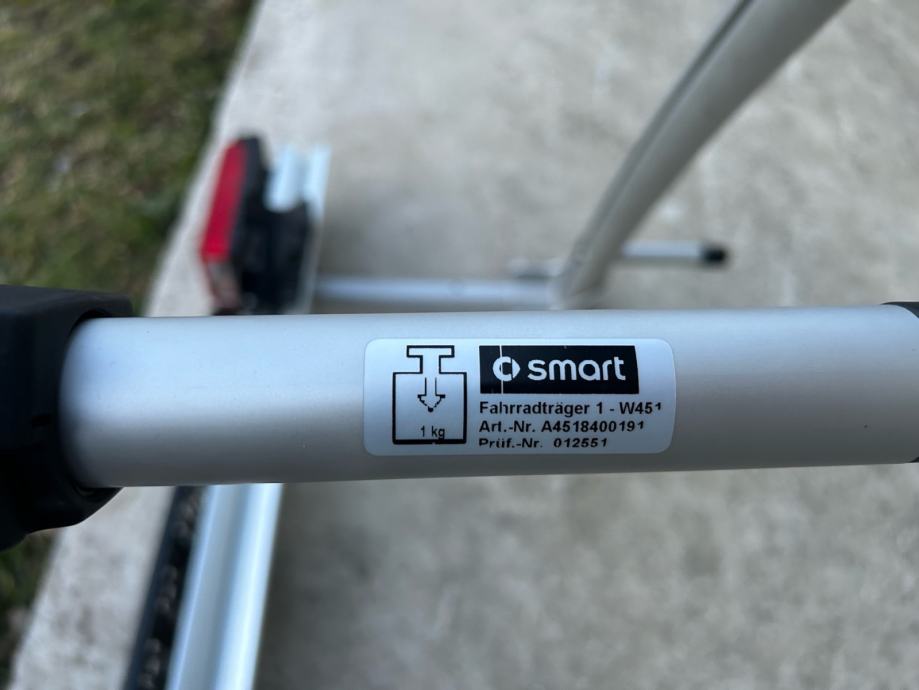 smart
Fahrradträger 1 - W451
Art.-Nr. A4518400191
Prüf.-Nr. 012551
1 kg